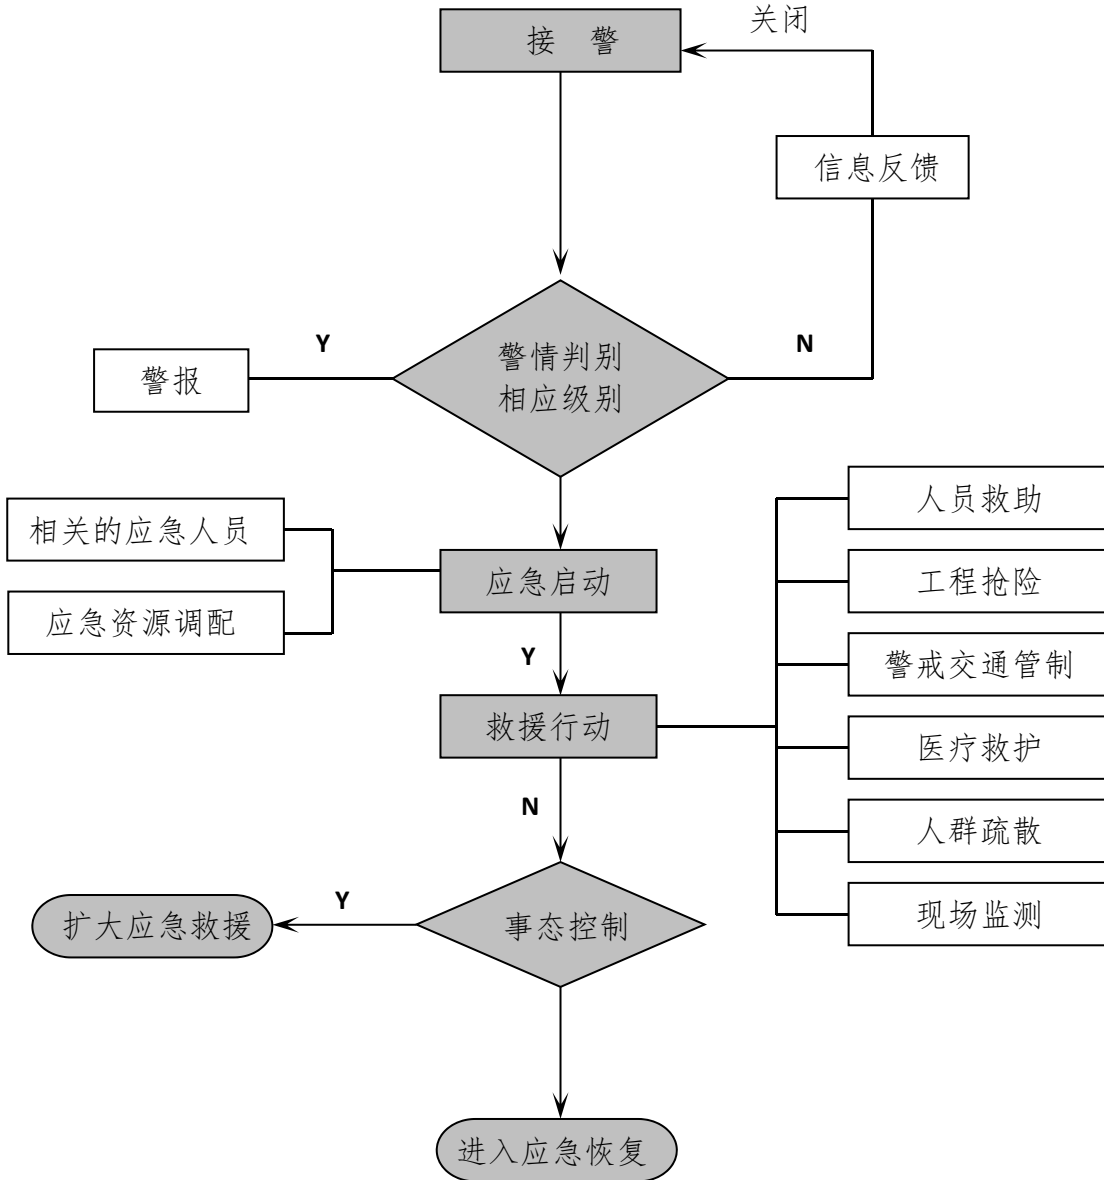 关闭
接 警
信息反馈
Y
N
警情判别
相应级别
警报
人员救助
相关的应急人员
工程抢险
应急启动
应急资源调配
警戒交通管制
Y
救援行动
医疗救护
N
人群疏散
Y
扩大应急救援
事态控制
现场监测
进入应急恢复